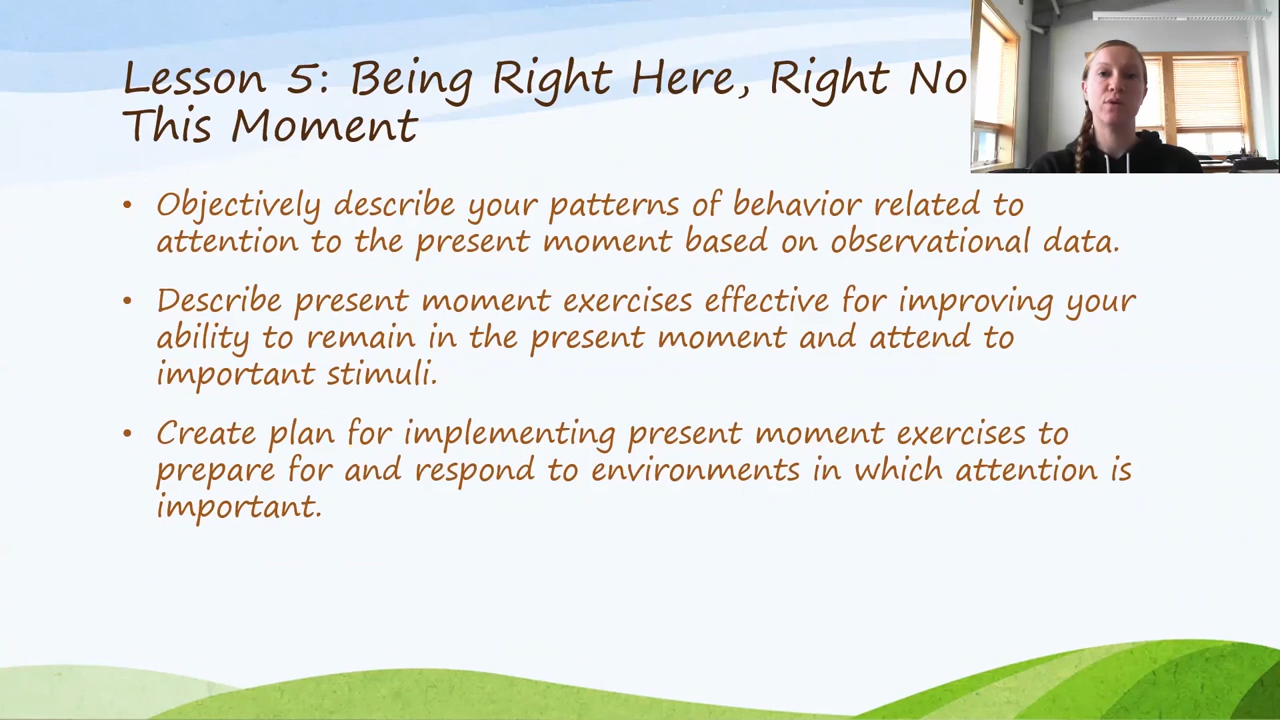 Lesson 5: Being Right Here, Right No
This Moment
• Objectively describe your patterns of behavior related to
attention to the present moment based on observational data.
• Describe present moment exercises effective for improving your
ability to remain in the present moment and attend to
important stimuli.
• Create plan for implementing present moment exercises to
prepare for and respond to environments in which attention is
important.